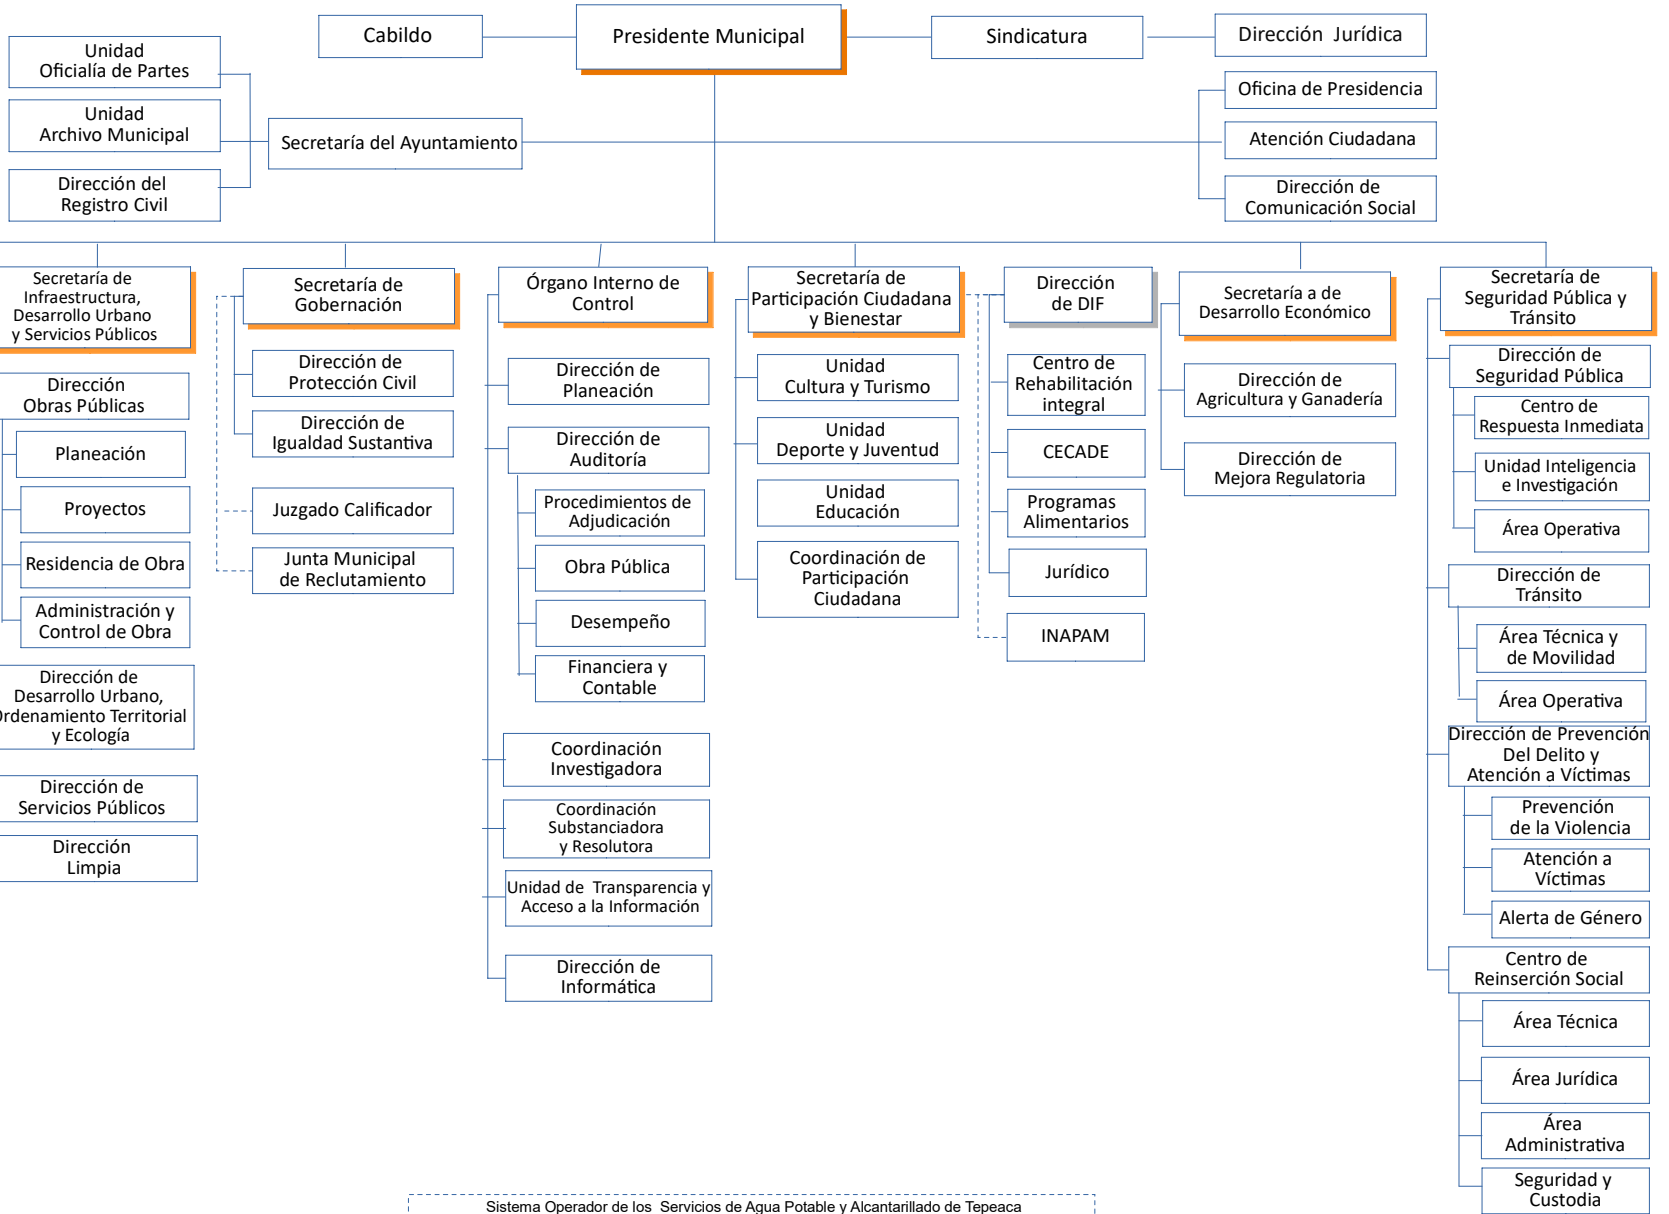 Cabildo
Presidente Municipal
Sindicatura
Dirección  Jurídica
Unidad
Oficialía de Partes
Unidad
Archivo Municipal
Dirección del
Registro Civil
Secretaría del Ayuntamiento
Oficina de Presidencia
Atención Ciudadana
Dirección de
Comunicación Social
Secretaría de
Infraestructura,
Desarrollo Urbano
y Servicios Públicos
Dirección
Obras Públicas
Planeación
Proyectos
Residencia de Obra
Administración y
Control de Obra
Dirección de
Desarrollo Urbano,
Ordenamiento Territorial
y Ecología
Dirección de
Servicios Públicos
Dirección
Limpia
Secretaría de
Gobernación
Dirección de
Protección Civil
Dirección de
Igualdad Sustantiva
Juzgado Calificador
Junta Municipal
de Reclutamiento
Órgano Interno de
Control
Dirección de
Planeación
Dirección de
Auditoría
Procedimientos de
Adjudicación
Obra Pública
Desempeño
Financiera y
Contable
Coordinación
Investigadora
Coordinación
Substanciadora
y Resolutora
Unidad de  Transparencia y
Acceso a la Información
Dirección de
Informática
Secretaría de
Participación Ciudadana
y Bienestar
Unidad
Cultura y Turismo
Unidad
Deporte y Juventud
Unidad
Educación
Coordinación de
Participación
Ciudadana
Dirección
de DIF
Centro de
Rehabilitación
integral
CECADE
Programas
Alimentarios
Jurídico
INAPAM
Secretaría a de
Desarrollo Económico
Dirección de
Agricultura y Ganadería
Dirección de
Mejora Regulatoria
Secretaría de
Seguridad Pública y
Tránsito
Dirección de
Seguridad Pública
Centro de
Respuesta Inmediata
Unidad Inteligencia
e Investigación
Área Operativa
Dirección de
Tránsito
Área Técnica y
de Movilidad
Área Operativa
Dirección de Prevención
Del Delito y
Atención a Víctimas
Prevención
de la Violencia
Atención a
Víctimas
Alerta de Género
Centro de
Reinserción Social
Área Técnica
Área Jurídica
Área
Administrativa
Seguridad y
Custodia
Sistema Operador de los  Servicios de Agua Potable y Alcantarillado de Tepeaca